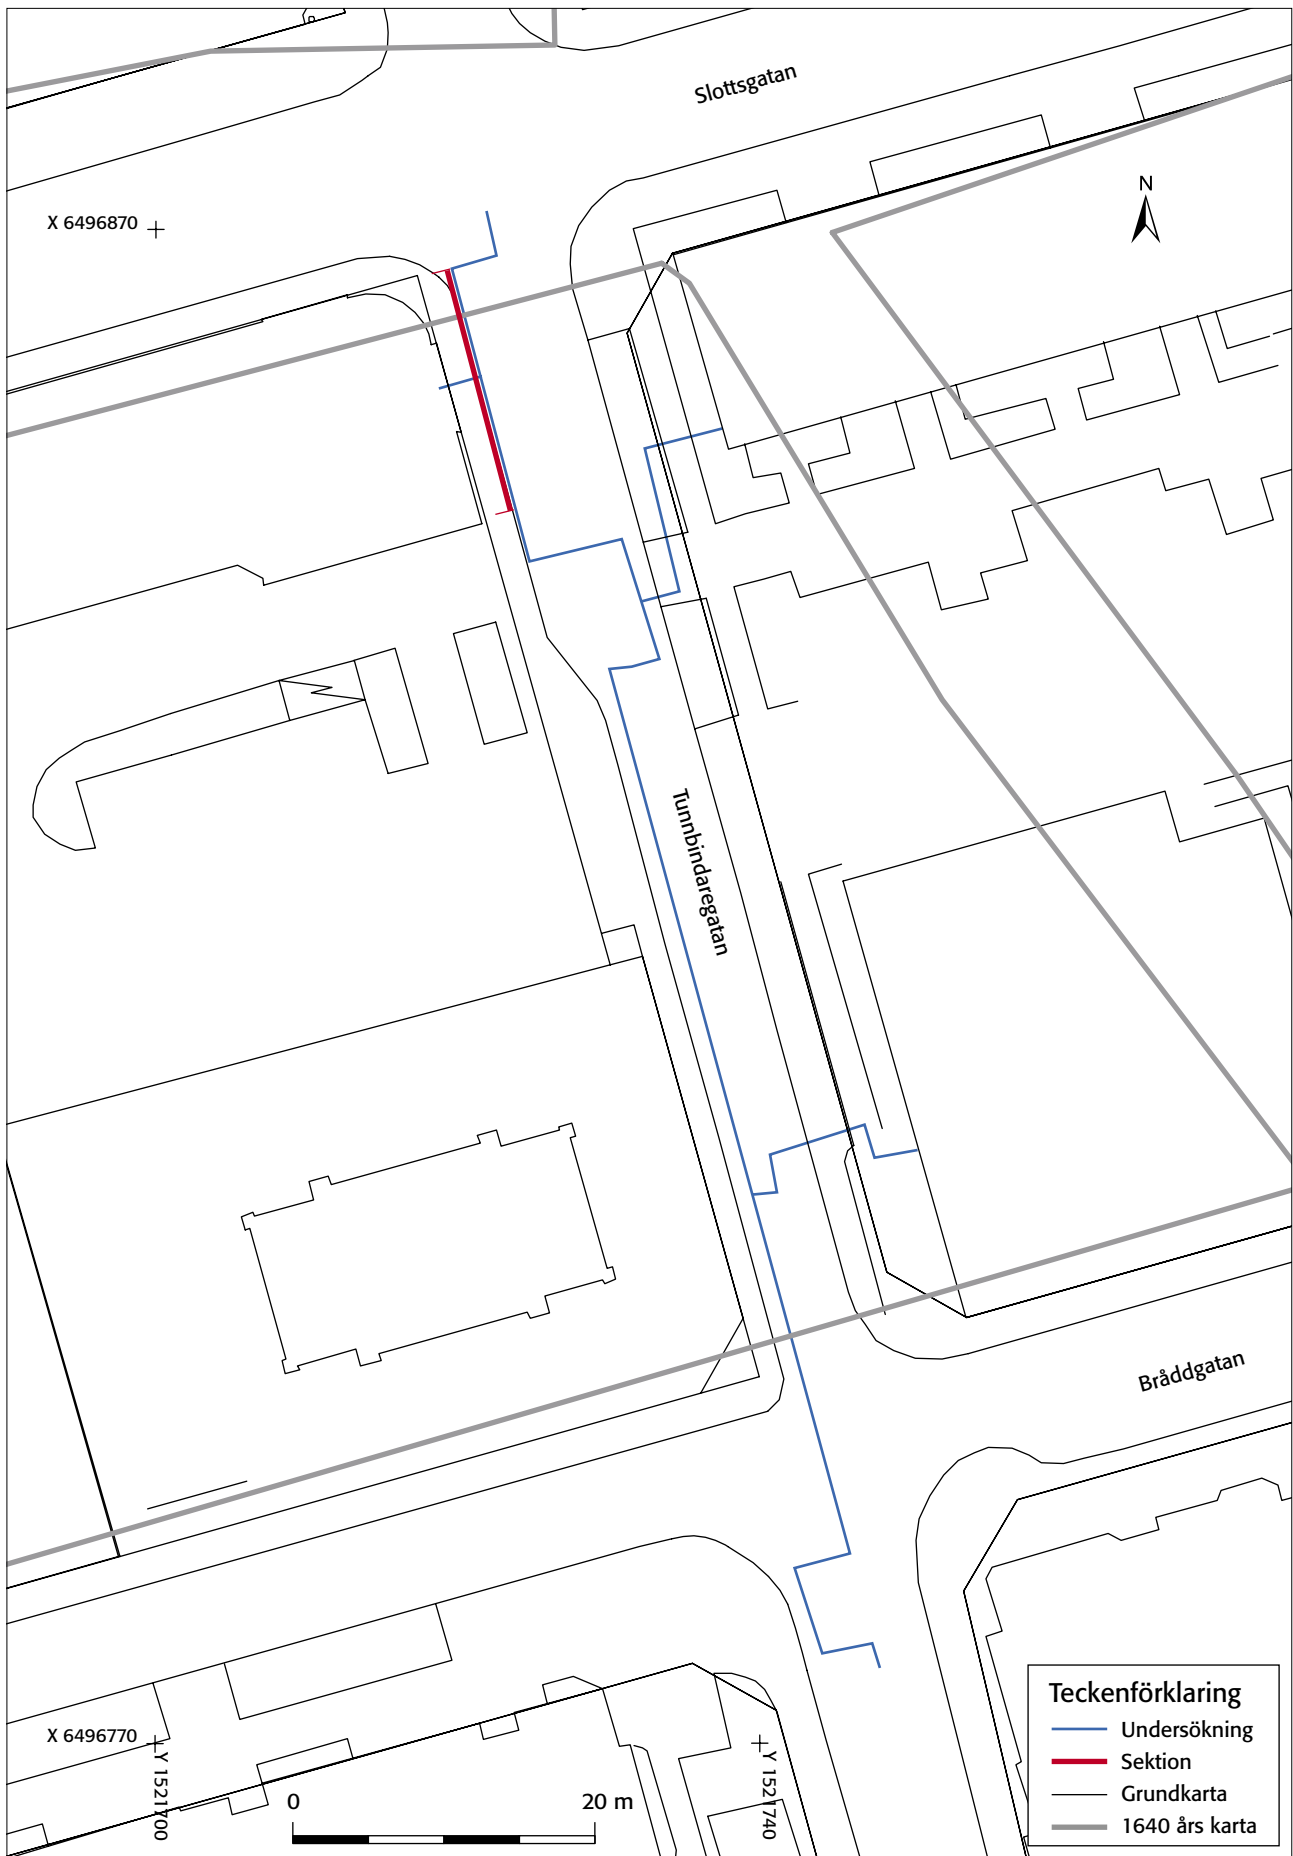 Slottsgatan
N
X 6496870
Tunnbindaregatan
Bråddgatan
X 6496770
Y 1521700
Y 1521740
0 20 m
Teckenförklaring
Undersökning
Sektion
Grundkarta
1640 års karta